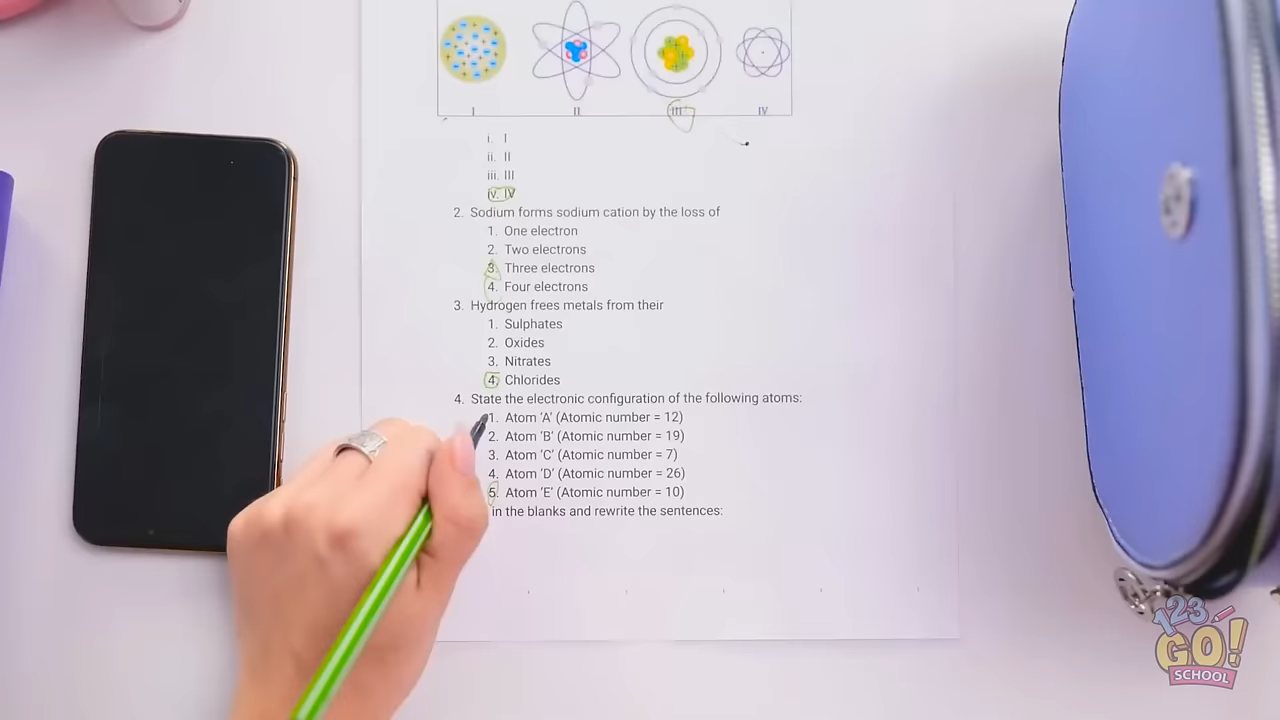 I II III IV
i. I
ii. II
iii. III
iv. IV
2. Sodium forms sodium cation by the loss of
1. One electron
2. Two electrons
3. Three electrons
4. Four electrons
3. Hydrogen frees metals from their
1. Sulphates
2. Oxides
3. Nitrates
4. Chlorides
4. State the electronic configuration of the following atoms:
1. Atom ‘A’ (Atomic number = 12)
2. Atom ‘B’ (Atomic number = 19)
3. Atom ‘C’ (Atomic number = 7)
4. Atom ‘D’ (Atomic number = 26)
5. Atom ‘E’ (Atomic number = 10)
in the blanks and rewrite the sentences:
123
GO!
SCHOOL